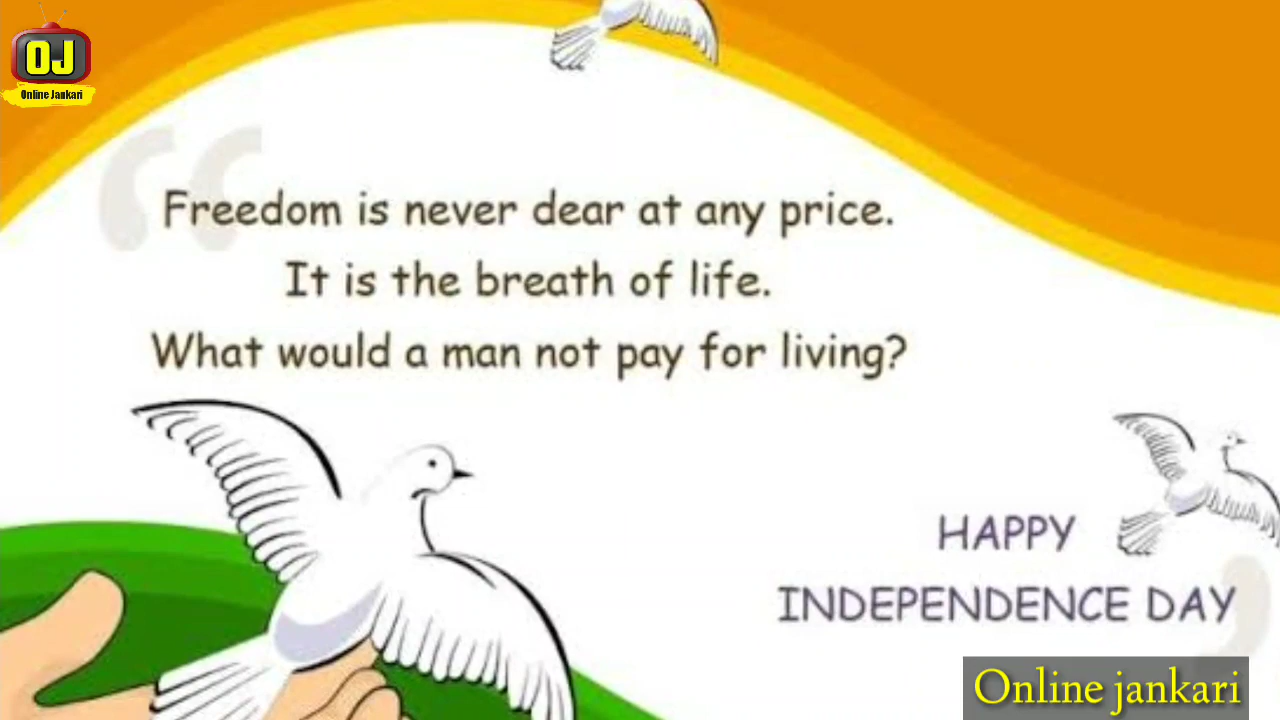 OJ
Online Jankari
Freedom is never dear at any price.
It is the breath of life.
What would a man not pay for living?
HAPPY
INDEPENDENCE DAY
Online jankari